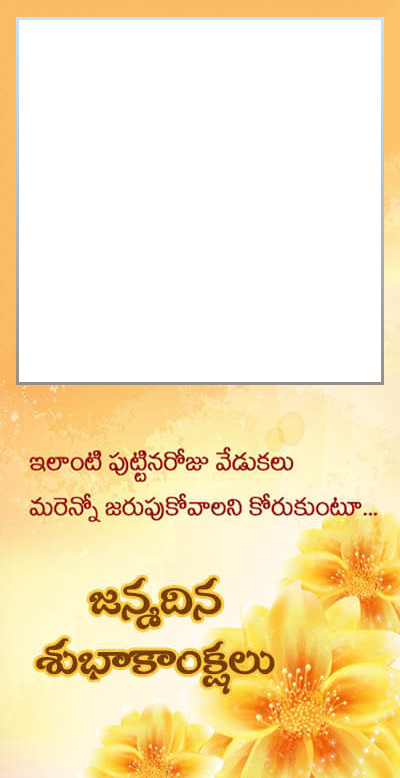 ఇలాంటి పుట్టినరోజు వేడుకలు
మరెన్నో జరుపుకోవాలని కోరుకుంటూ...
జన్మదిన
శుభాకాంక్షలు